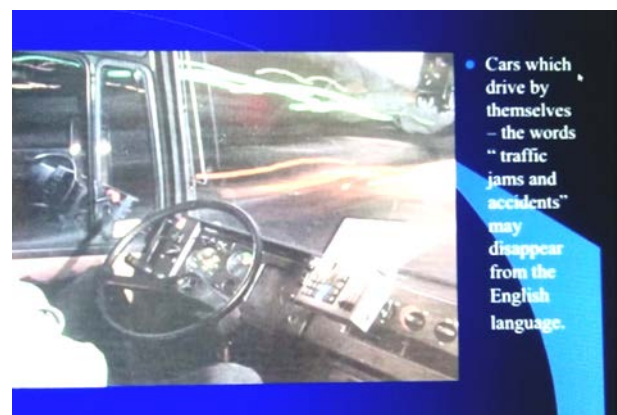 Cars which
drive by
themselves
– the words
“ traffic
jams and
accidents”
may
disappear
from the
English
language.